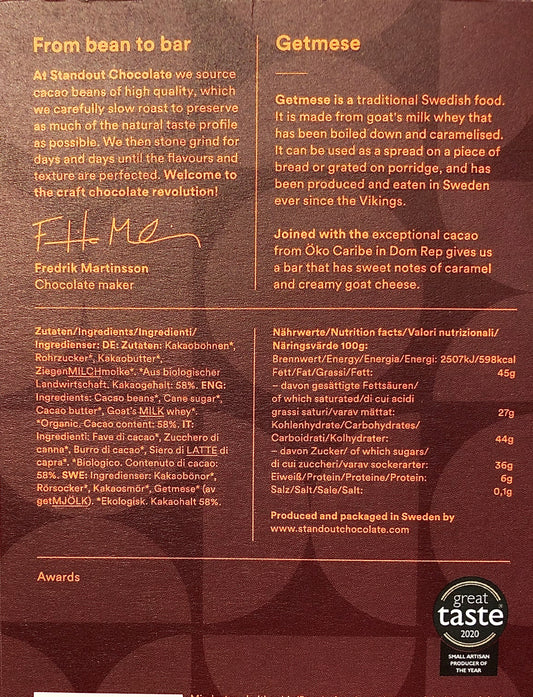 From bean to bar
At Standout Chocolate we source
cacao beans of high quality, which
we carefully slow roast to preserve
as much of the natural taste profile
as possible. We then stone grind for
days and days until the flavours and
texture are perfected. Welcome to
the craft chocolate revolution!
Fredrik Martinsson
Chocolate maker
Getmese
Getmese is a traditional Swedish food.
It is made from goat's milk whey that
has been boiled down and caramelised.
It can be used as a spread on a piece of
bread or grated on porridge, and has
been produced and eaten in Sweden
ever since the Vikings.
Joined with the exceptional cacao
from Öko Caribe in Dom Rep gives us
a bar that has sweet notes of caramel
and creamy goat cheese.
Zutaten/Ingredients/Ingredienti/
Ingredienser: DE: Zutaten: Kakaobohnen*,
Rohrzucker*, Kakaobutter*,
ZiegenMILCHmolke*. *Aus biologischer
Landwirtschaft. Kakaogehalt: 58%. ENG:
Ingredients: Cacao beans*, Cane sugar*,
Cacao butter*, Goat's MILK whey*.
*Organic. Cacao content: 58%. IT:
Ingredienti: Fave di cacao*, Zucchero di
canna*, Burro di cacao*, Siero di LATTE di
capra*. *Biologico. Contenuto di cacao:
58%. SWE: Ingredienser: Kakaobönor*,
Rörsocker*, Kakaosmör*, Getmese* (av
getMJÖLK). *Ekologisk. Kakaohalt 58%.
Nährwerte/Nutrition facts/Valori nutrizionali/
Näringsvärde 100g:
Brennwert/Energy/Energia/Energi: 2507kJ/598kcal
Fett/Fat/Grassi/Fett: 45g
– davon gesättigte Fettsäuren/
of which saturated/di cui acidi
grassi saturi/varav mättat: 27g
Kohlenhydrate/Carbohydrates/
Carboidrati/Kolhydrater: 44g
– davon Zucker/ of which sugars/
di cui zuccheri/varav sockerarter: 36g
Eiweiß/Protein/Proteine/Protein: 6g
Salz/Salt/Sale/Salt: 0,1g
Produced and packaged in Sweden by
www.standoutchocolate.com
Awards
great
taste
2020
SMALL ARTISAN
PRODUCER OF
THE YEAR